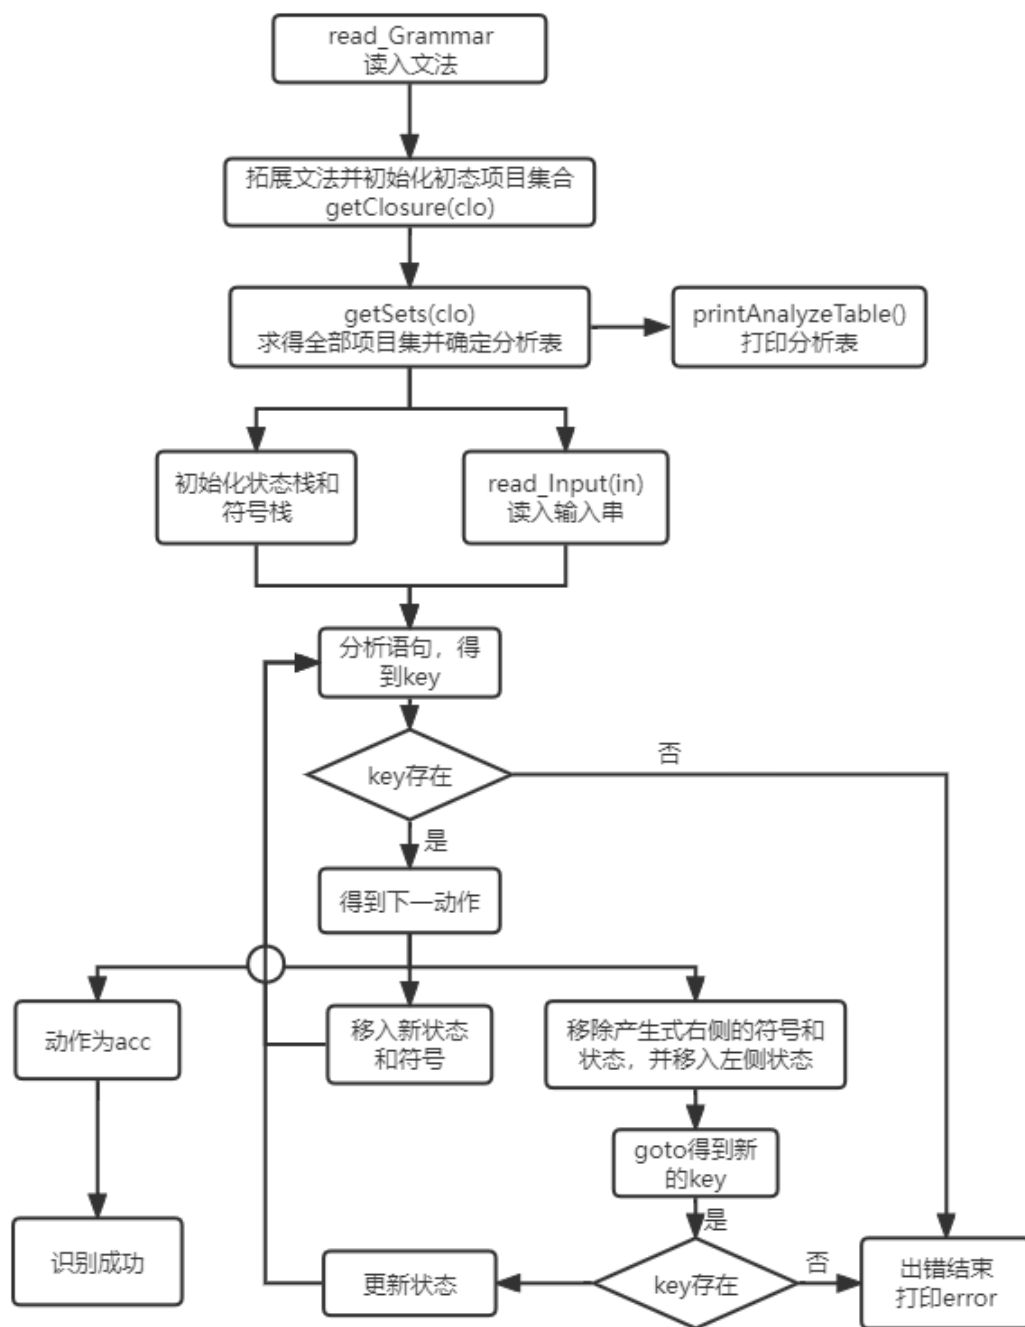 read_Grammar
读入文法
拓展文法并初始化初态项目集合
getClosure(clo)
getSets(clo)
求得全部项目集并确定分析表
printAnalyzeTable()
打印分析表
初始化状态栈和
符号栈
read_Input(in)
读入输入串
分析语句，得
到key
key存在
否
是
得到下一动作
动作为acc
移入新状态
和符号
移除产生式右侧的符号和
状态，并移入左侧状态
goto得到新
的key
是
识别成功
更新状态
key存在
否
出错结束
打印error